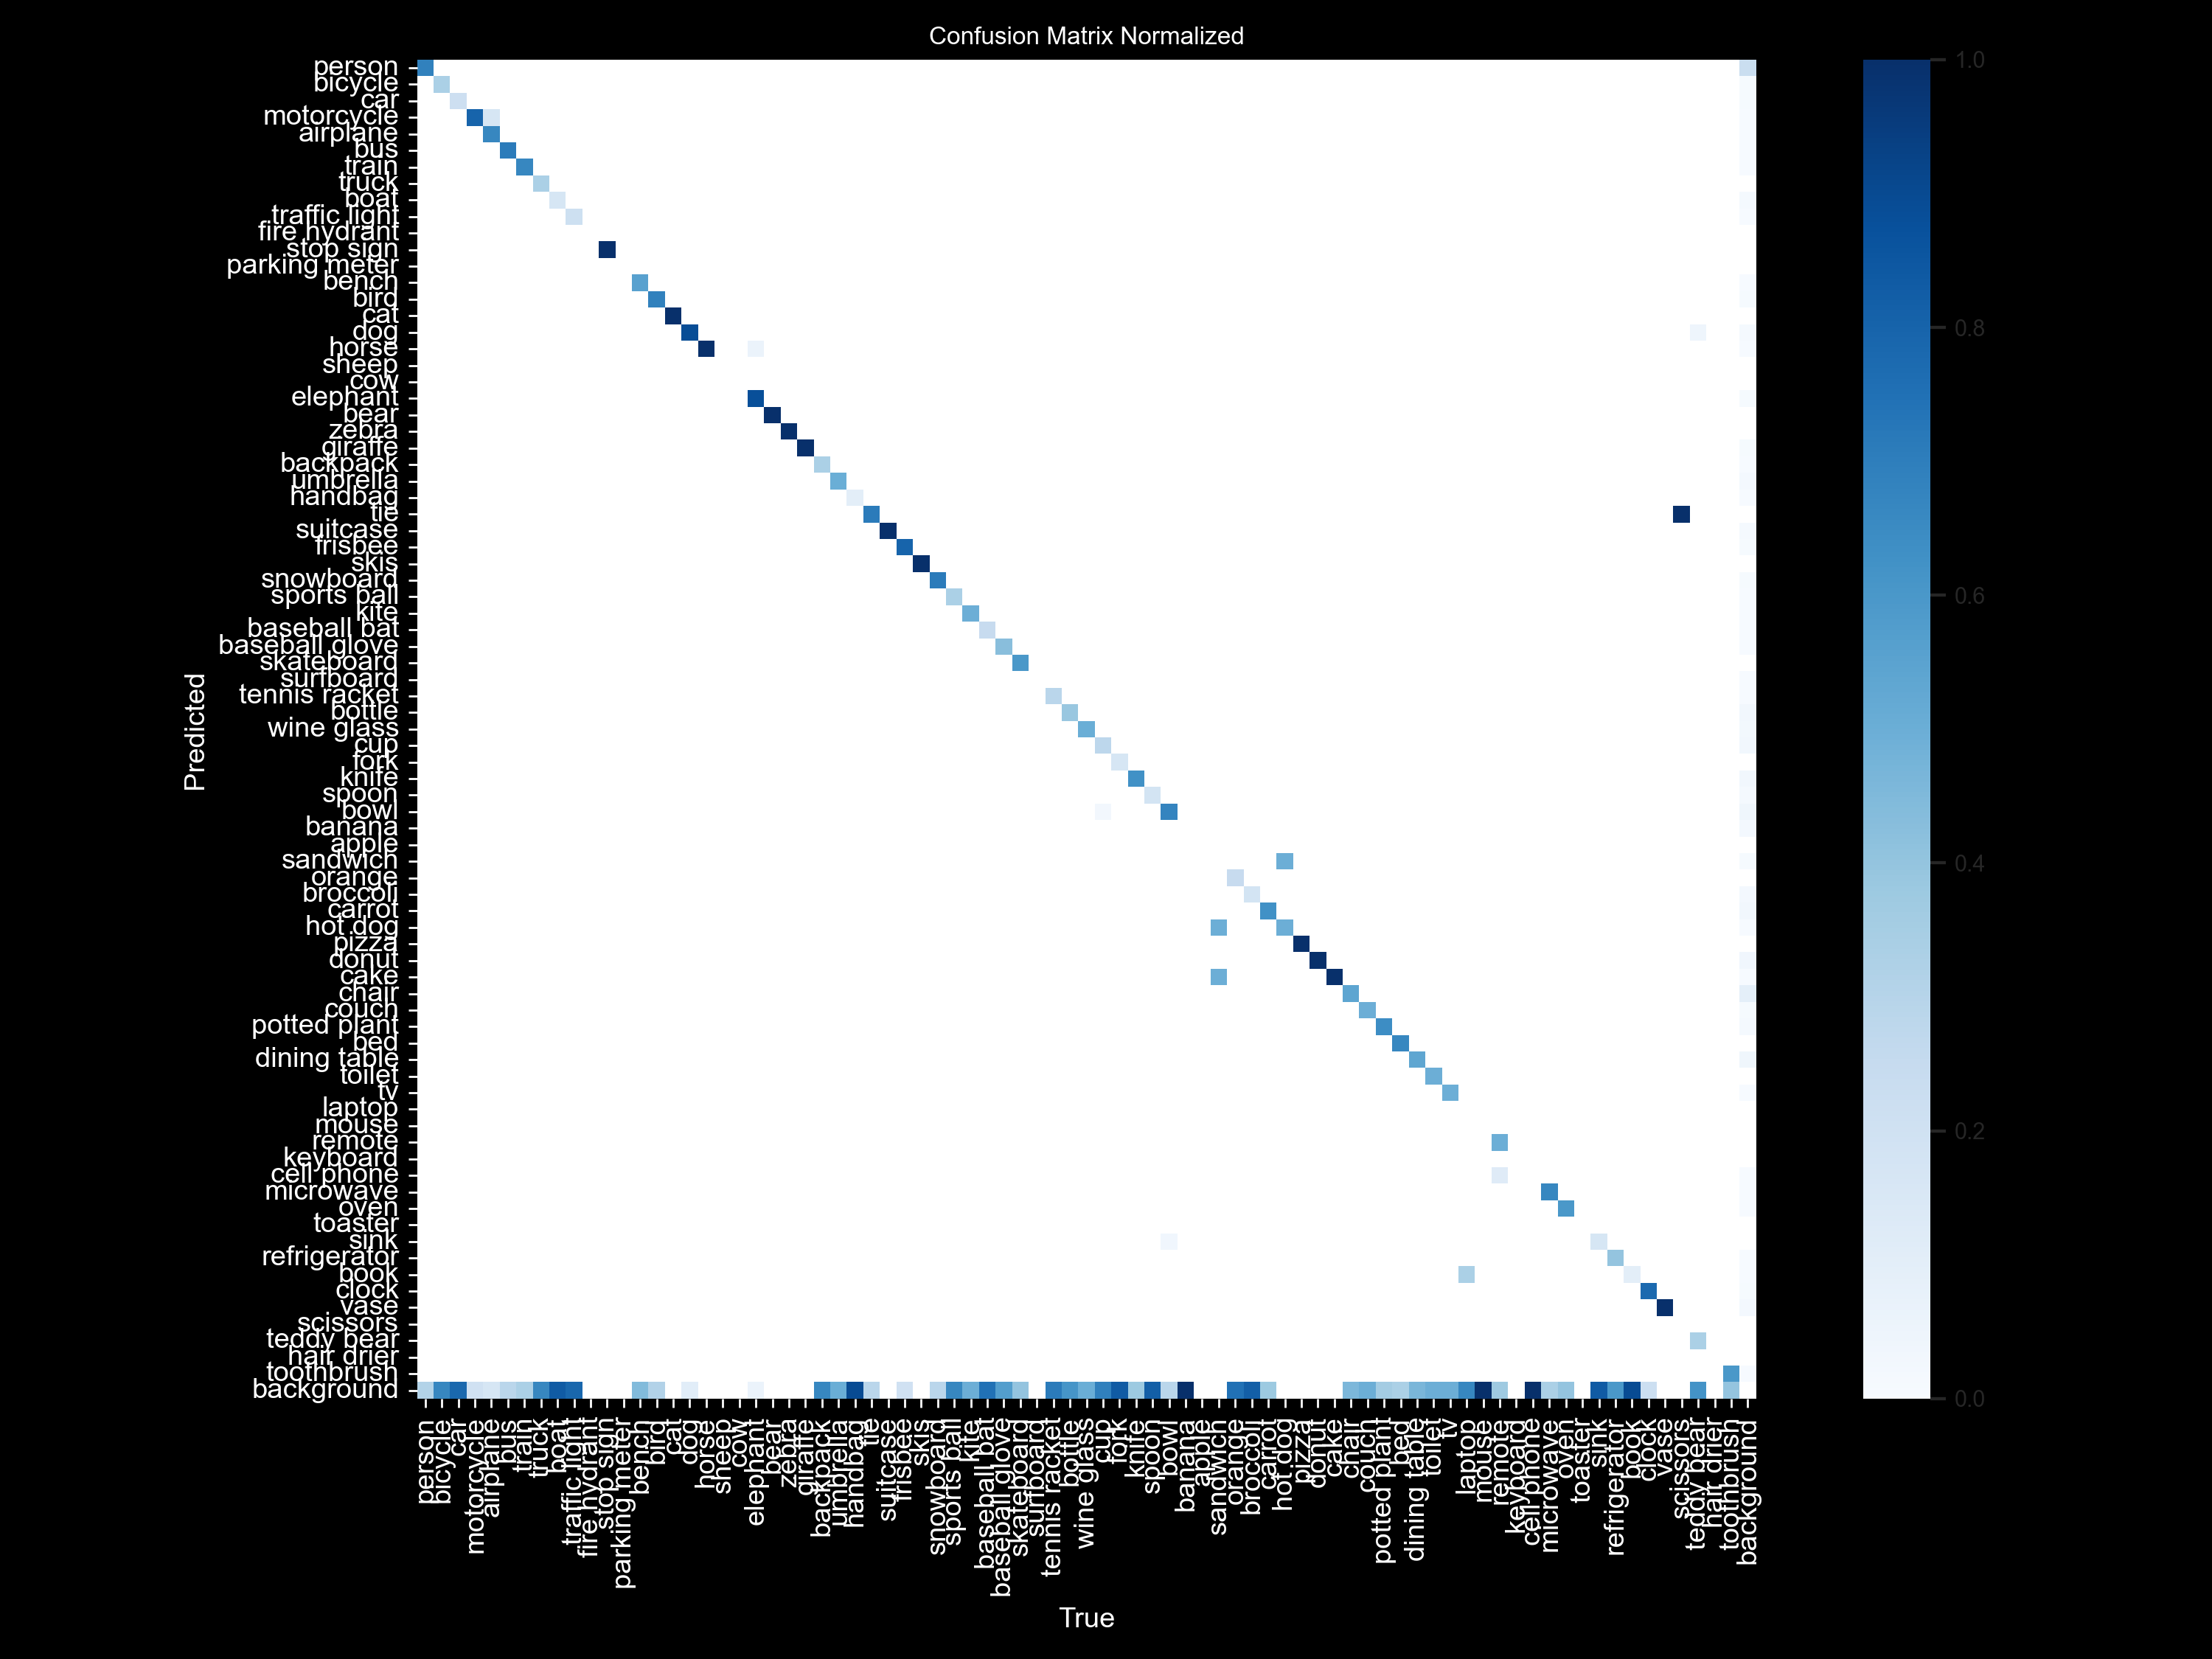 Confusion Matrix Normalized
person
bicycle
car
motorcycle
airplane
bus
train
truck
boat
traffic light
fire hydrant
stop sign
parking meter
bench
bird
cat
dog
horse
sheep
cow
elephant
bear
zebra
giraffe
backpack
umbrella
handbag
tie
suitcase
frisbee
skis
snowboard
sports ball
kite
baseball bat
baseball glove
skateboard
surfboard
tennis racket
bottle
wine glass
cup
fork
knife
spoon
bowl
banana
apple
sandwich
orange
broccoli
carrot
hot dog
pizza
donut
cake
chair
couch
potted plant
bed
dining table
toilet
tv
laptop
mouse
remote
keyboard
cell phone
microwave
oven
toaster
sink
refrigerator
book
clock
vase
scissors
teddy bear
hair drier
toothbrush
background
Predicted
person
bicycle
car
motorcycle
airplane
bus
train
truck
boat
traffic light
fire hydrant
stop sign
parking meter
bench
bird
cat
dog
horse
sheep
cow
elephant
bear
zebra
giraffe
backpack
umbrella
handbag
tie
suitcase
frisbee
skis
snowboard
sports ball
kite
baseball bat
baseball glove
skateboard
surfboard
tennis racket
bottle
wine glass
cup
fork
knife
spoon
bowl
banana
apple
sandwich
orange
broccoli
carrot
hot dog
pizza
donut
cake
chair
couch
potted plant
bed
dining table
toilet
tv
laptop
mouse
remote
keyboard
cell phone
microwave
oven
toaster
sink
refrigerator
book
clock
vase
scissors
teddy bear
hair drier
toothbrush
background
True
1.0
0.8
0.6
0.4
0.2
0.0